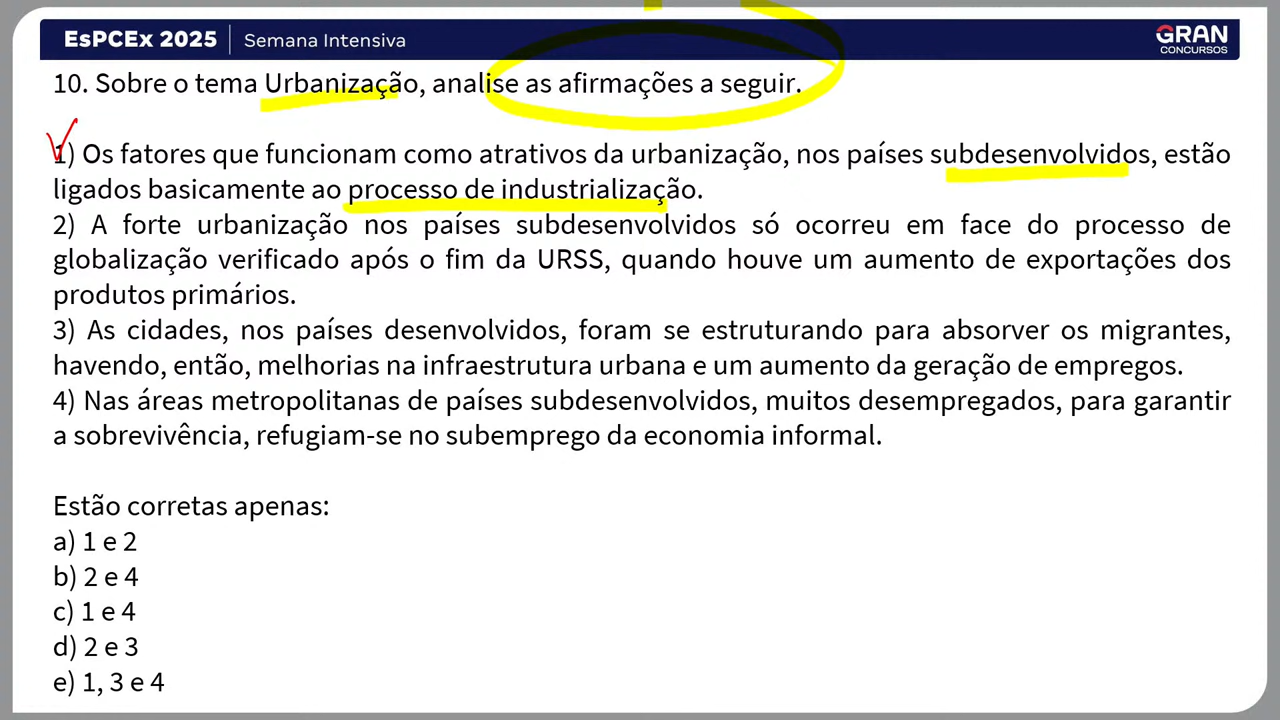 EsPCEx 2025 | Semana Intensiva
GRAN
CONCURSOS
10. Sobre o tema Urbanização, analise as afirmações a seguir.
1) Os fatores que funcionam como atrativos da urbanização, nos países subdesenvolvidos, estão
ligados basicamente ao processo de industrialização.
2) A forte urbanização nos países subdesenvolvidos só ocorreu em face do processo de
globalização verificado após o fim da URSS, quando houve um aumento de exportações dos
produtos primários.
3) As cidades, nos países desenvolvidos, foram se estruturando para absorver os migrantes,
havendo, então, melhorias na infraestrutura urbana e um aumento da geração de empregos.
4) Nas áreas metropolitanas de países subdesenvolvidos, muitos desempregados, para garantir
a sobrevivência, refugiam-se no subemprego da economia informal.
Estão corretas apenas:
a) 1 e 2
b) 2 e 4
c) 1 e 4
d) 2 e 3
e) 1, 3 e 4